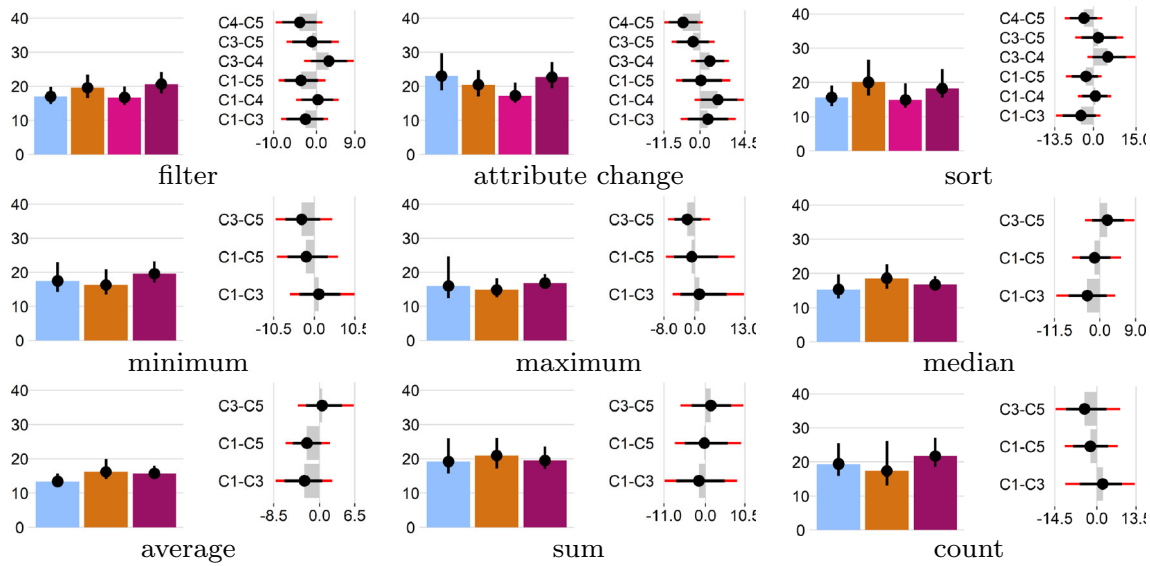 40
30
20
10
0
C4-C5
C3-C5
C3-C4
C1-C5
C1-C4
C1-C3
-10.0 0.0 9.0
filter
40
30
20
10
0
C4-C5
C3-C5
C3-C4
C1-C5
C1-C4
C1-C3
-11.5 0.0 14.5
attribute change
40
30
20
10
0
C4-C5
C3-C5
C3-C4
C1-C5
C1-C4
C1-C3
-13.5 0.0 15.0
sort
40
30
20
10
0
C3-C5
C1-C5
C1-C3
-10.5 0.0 10.5
minimum
40
30
20
10
0
C3-C5
C1-C5
C1-C3
-8.0 0.0 13.0
maximum
40
30
20
10
0
C3-C5
C1-C5
C1-C3
-11.5 0.0 9.0
median
40
30
20
10
0
C3-C5
C1-C5
C1-C3
-8.5 0.0 6.5
average
40
30
20
10
0
C3-C5
C1-C5
C1-C3
-11.0 0.0 10.5
sum
40
30
20
10
0
C3-C5
C1-C5
C1-C3
-14.5 0.0 13.5
count